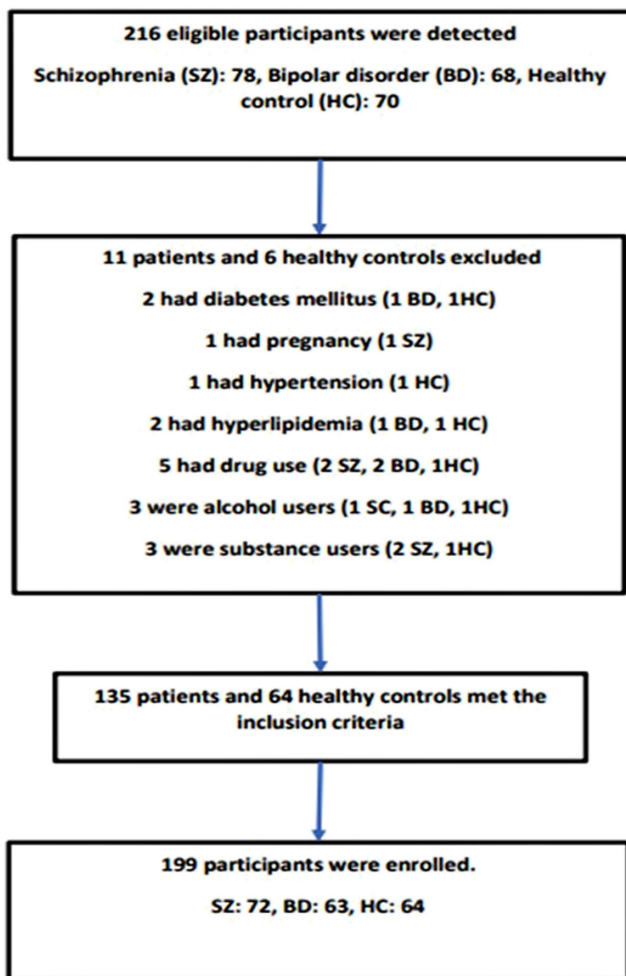 216 eligible participants were detected
Schizophrenia (SZ): 78, Bipolar disorder (BD): 68, Healthy
control (HC): 70
11 patients and 6 healthy controls excluded
2 had diabetes mellitus (1 BD, 1HC)
1 had pregnancy (1 SZ)
1 had hypertension (1 HC)
2 had hyperlipidemia (1 BD, 1 HC)
5 had drug use (2 SZ, 2 BD, 1HC)
3 were alcohol users (1 SC, 1 BD, 1HC)
3 were substance users (2 SZ, 1HC)
135 patients and 64 healthy controls met the
inclusion criteria
199 participants were enrolled.
SZ: 72, BD: 63, HC: 64